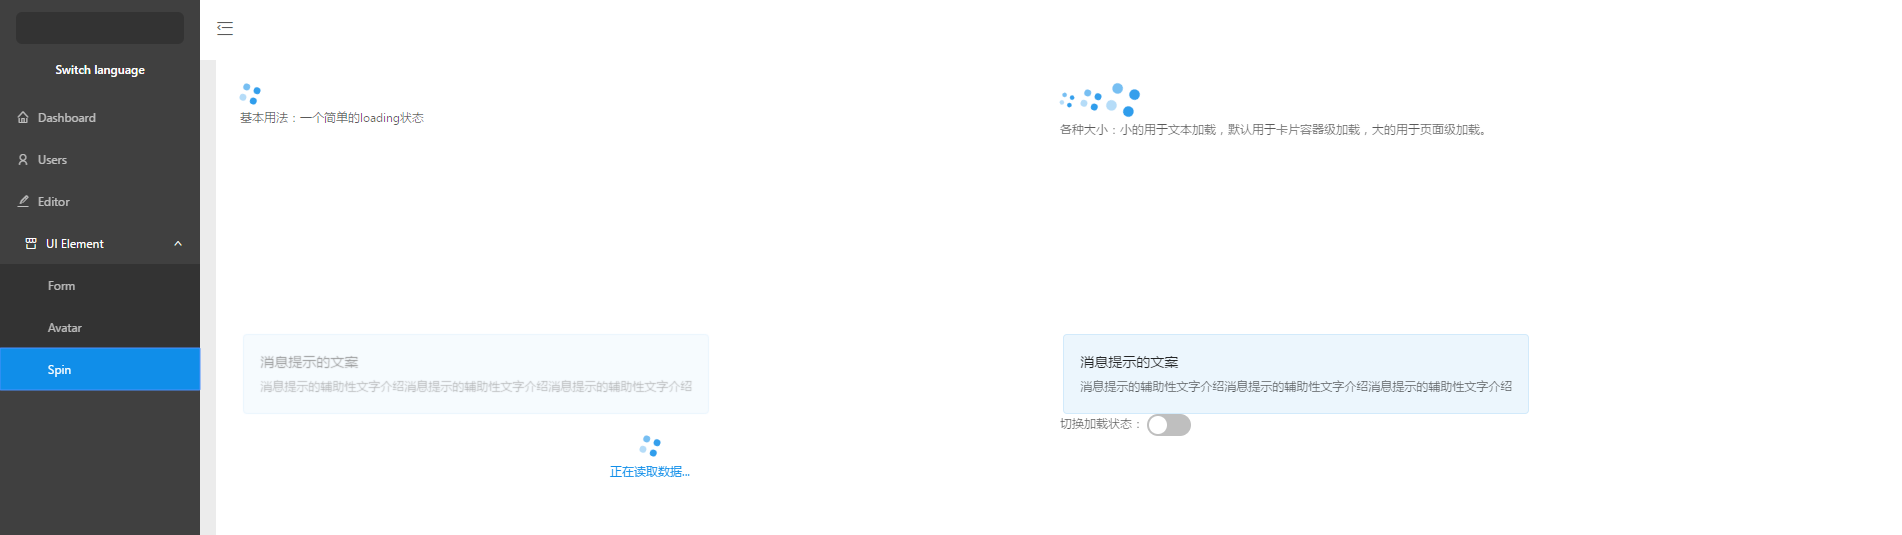 Switch language
Dashboard
Users
Editor
UI Element
Form
Avatar
Spin
基本用法：一个简单的loading状态
各种大小：小的用于文本加载，默认用于卡片容器级加载，大的用于页面级加载。
消息提示的文案
消息提示的辅助性文字介绍消息提示的辅助性文字介绍消息提示的辅助性文字介绍
正在读取数据...
消息提示的文案
消息提示的辅助性文字介绍消息提示的辅助性文字介绍消息提示的辅助性文字介绍
切换加载状态：